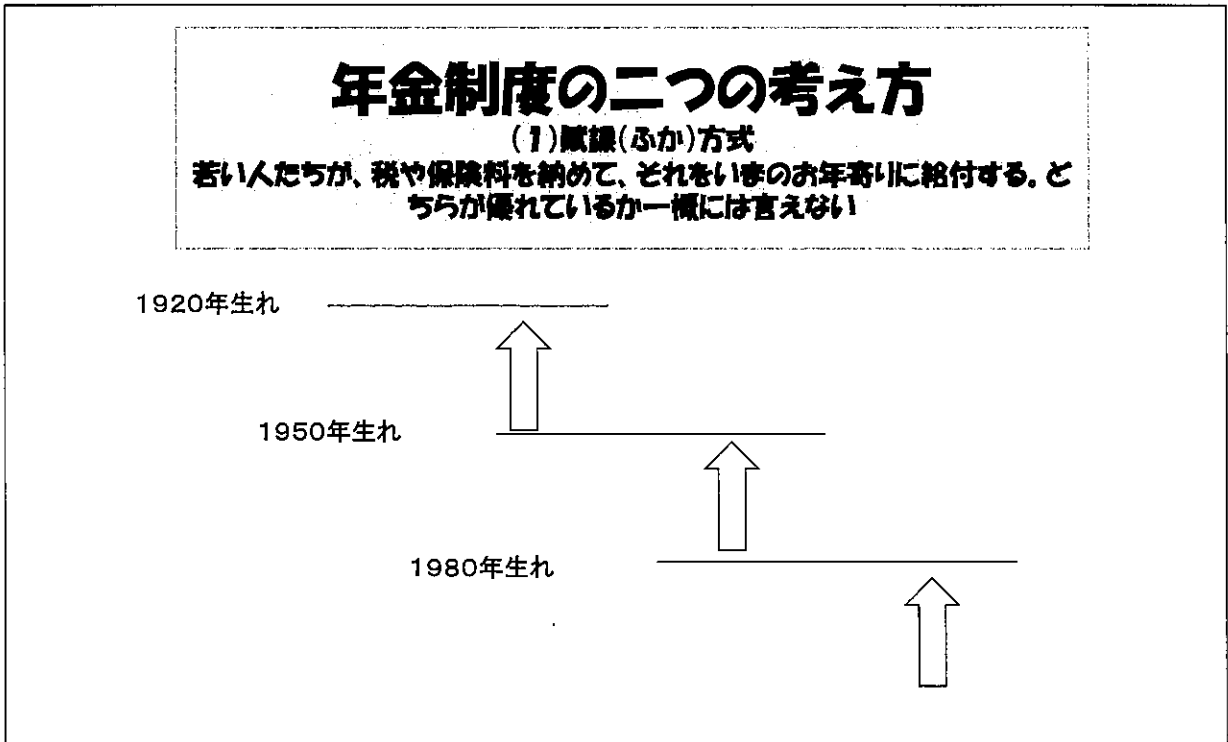 年金制度の二つの考え方
(1)賦課(ふか)方式
若い人たちが、税や保険料を納めて、それをいまのお年寄りに給付する。ど
ちらが優れているか一概には言えない
1920年生れ
1950年生れ
1980年生れ